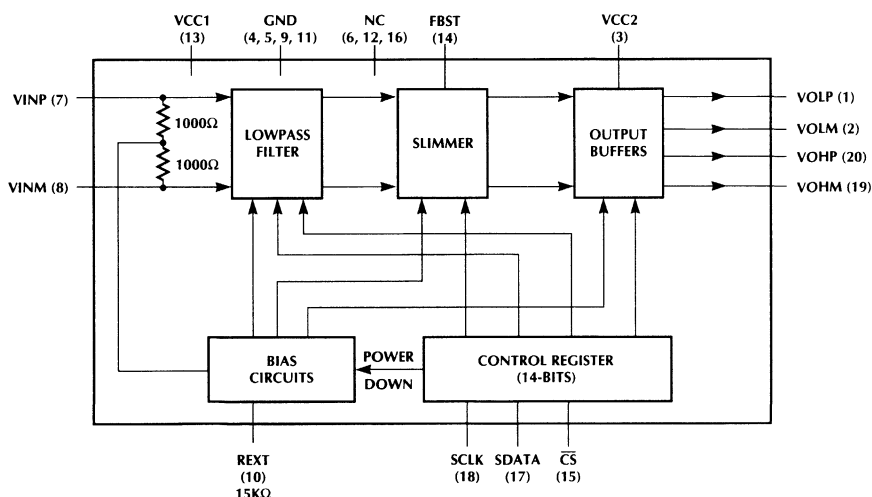 VCC1
(13)
GND
(4, 5, 9, 11)
NC
(6, 12, 16)
FBST
(14)
VCC2
(3)
VINP (7)
1000Ω
1000Ω
VINM (8)
LOWPASS
FILTER
SLIMMER
OUTPUT
BUFFERS
VOLP (1)
VOLM (2)
VOHP (20)
VOHM (19)
BIAS
CIRCUITS
POWER
DOWN
CONTROL REGISTER
(14-BITS)
REXT
(10)
15KΩ
SCLK
(18)
SDATA
(17)
C̅S̅
(15)